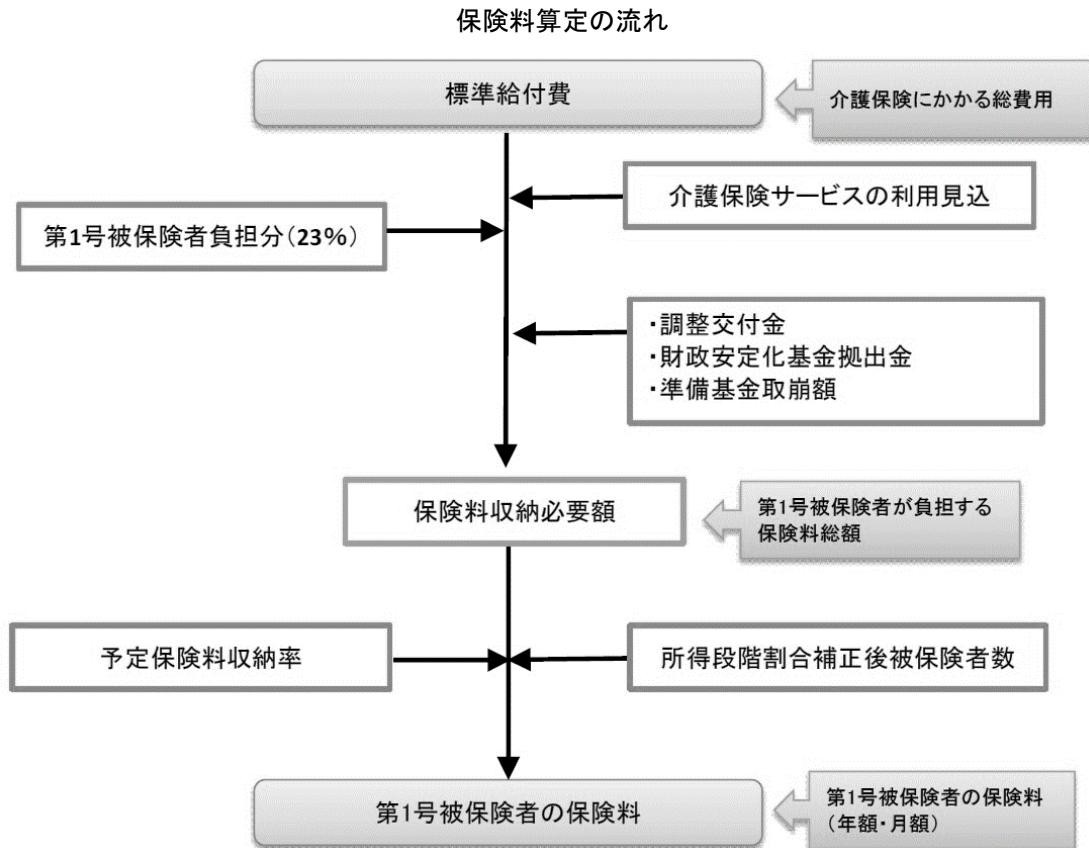 保険料算定の流れ
標準給付費
介護保険にかかる総費用
介護保険サービスの利用見込
第1号被保険者負担分(23%)
・調整交付金
・財政安定化基金拠出金
・準備基金取崩額
保険料収納必要額
第1号被保険者が負担する
保険料総額
予定保険料収納率
所得段階割合補正後被保険者数
第1号被保険者の保険料
第1号被保険者の保険料
(年額・月額)